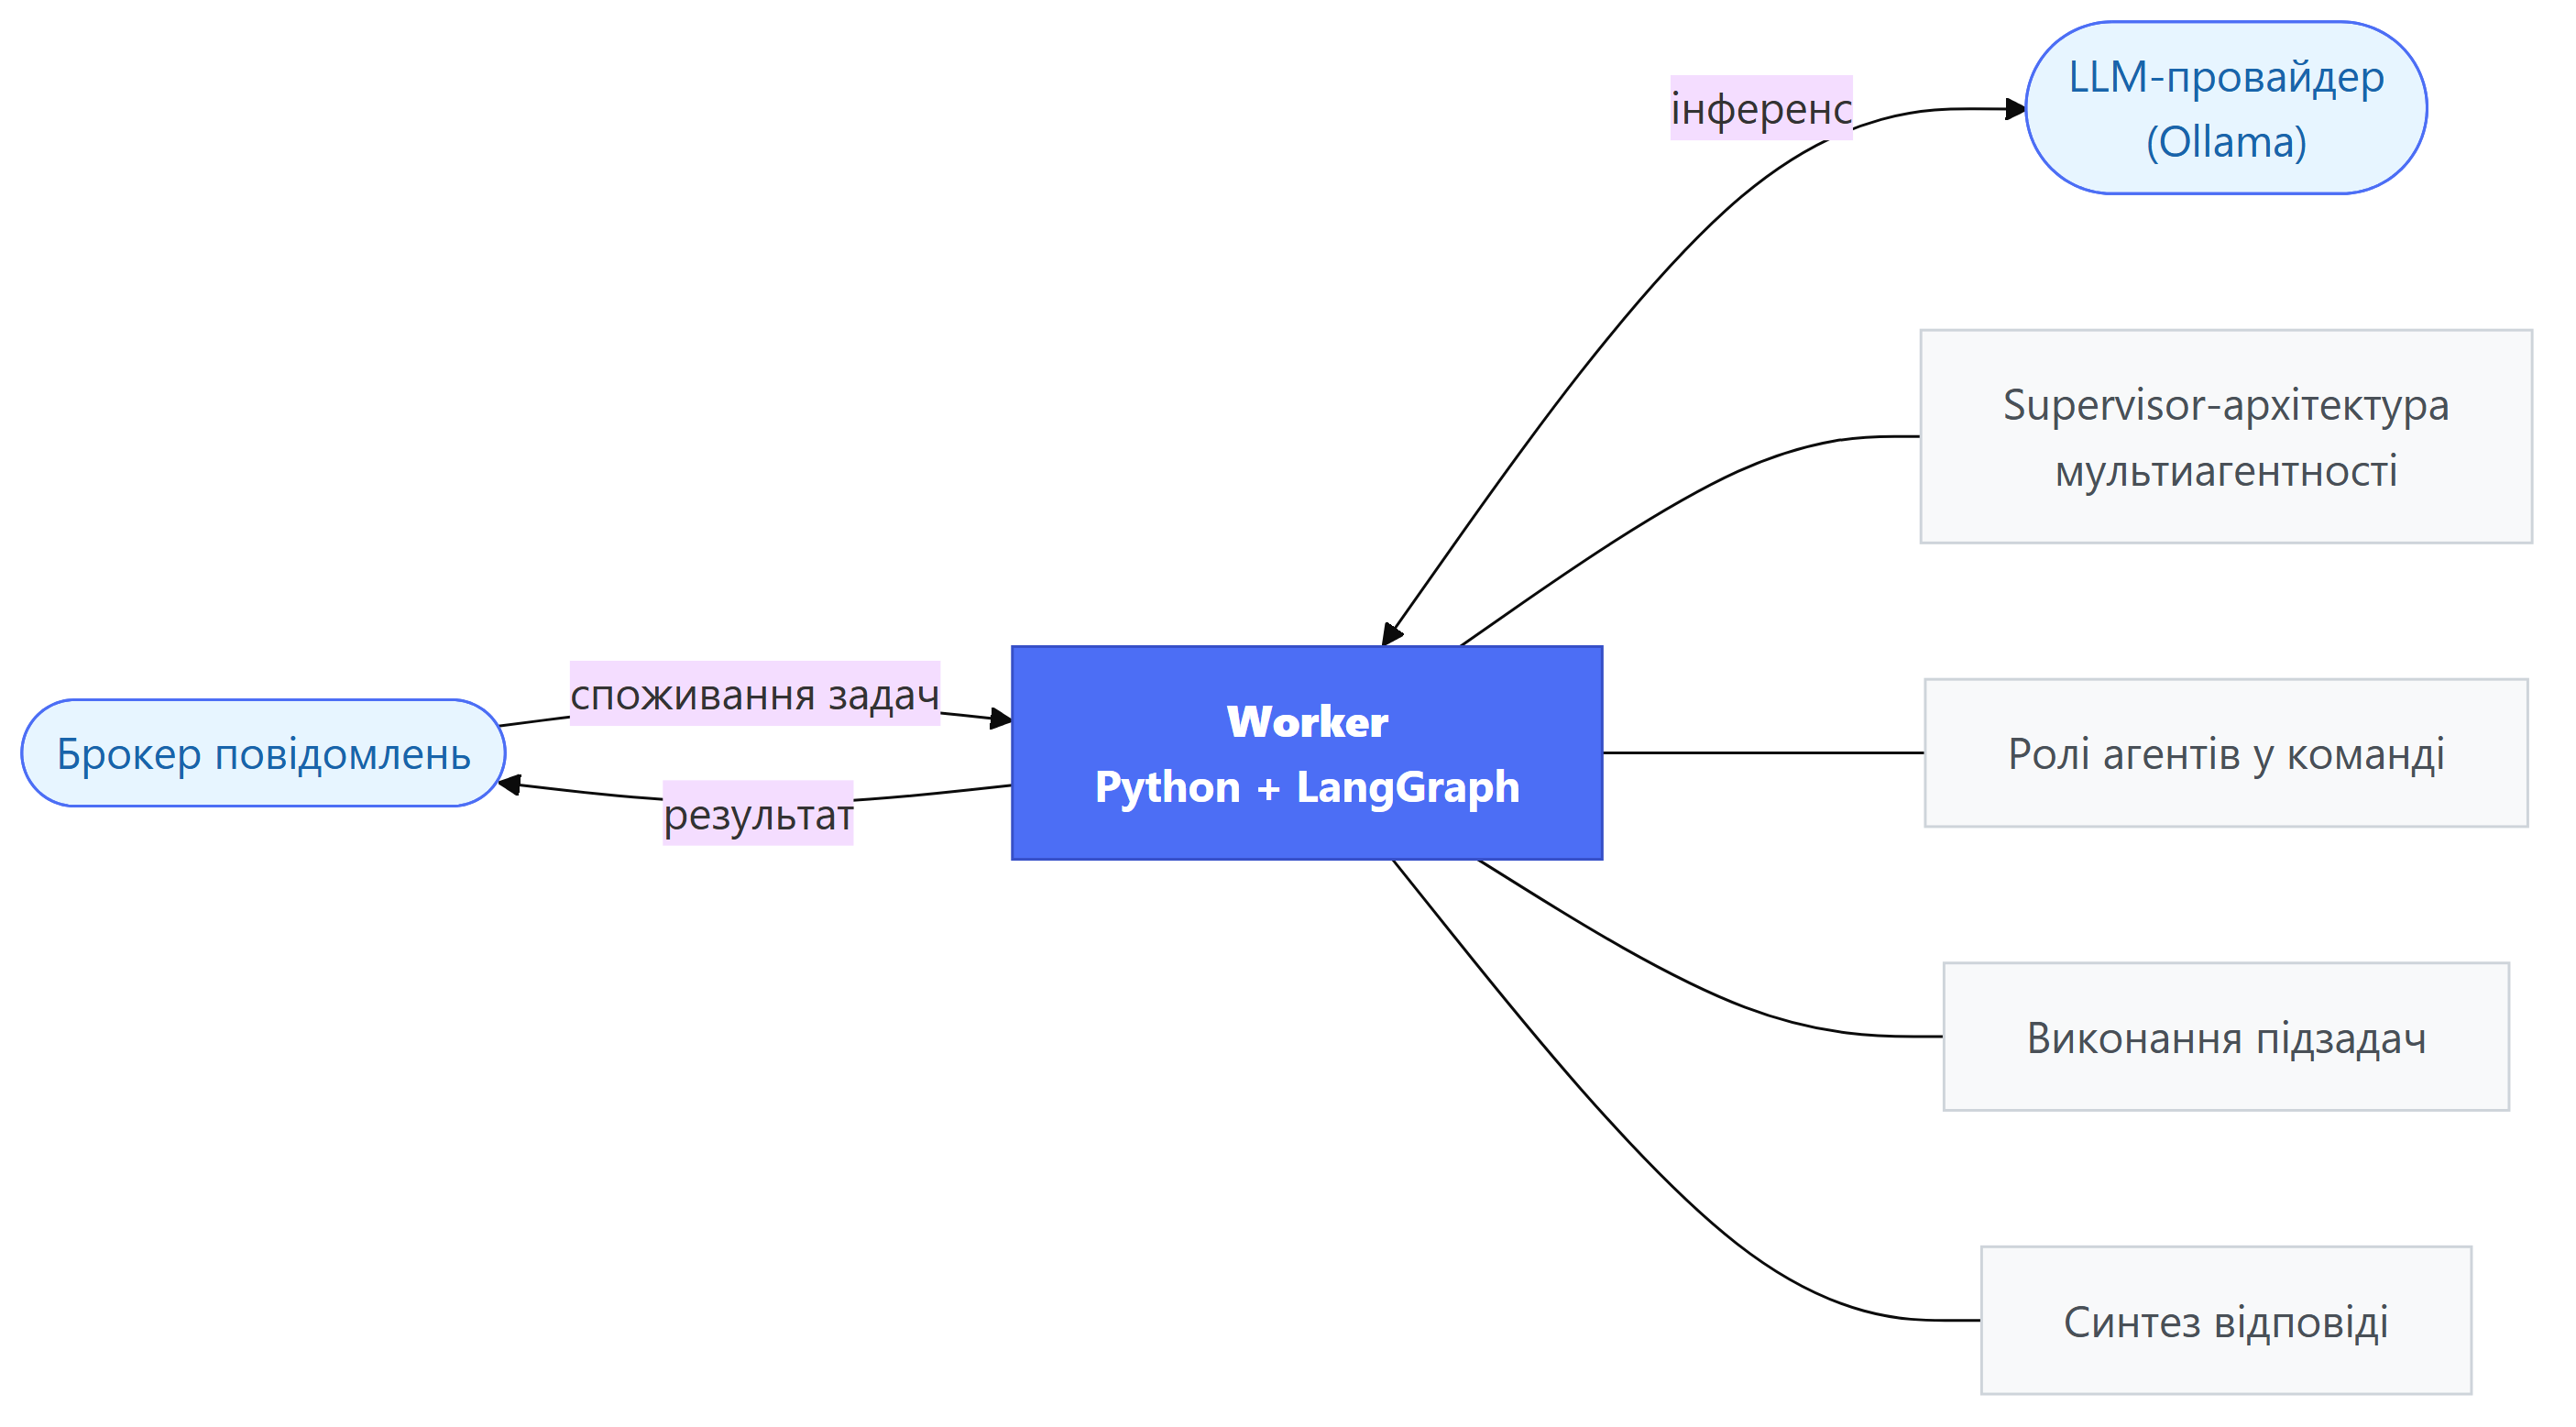 інференс
LLM-провайдер
(Ollama)
Supervisor-архітектура
мультиагентності
споживання задач
Worker
Python + LangGraph
Брокер повідомлень
результат
Ролі агентів у команді
Виконання підзадач
Синтез відповіді